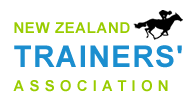 NEW ZEALAND
TRAINERS'
ASSOCIATION